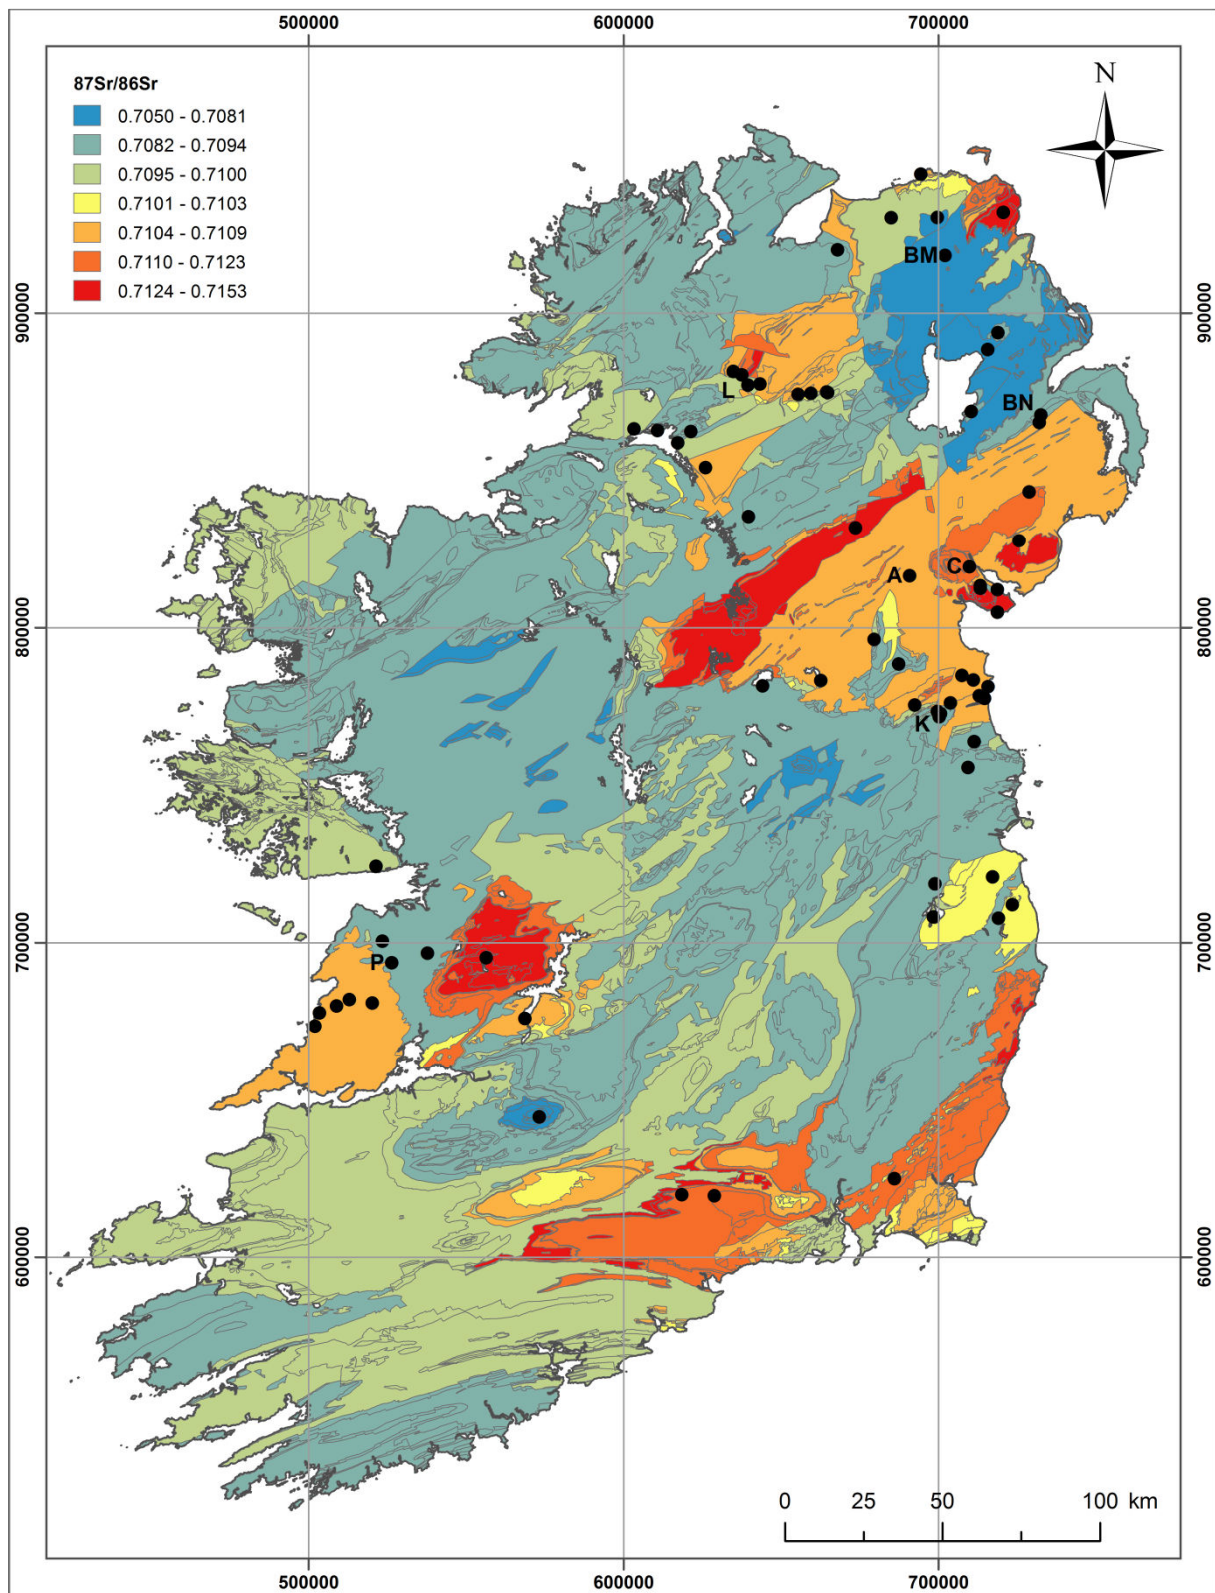 500000 600000 700000
87Sr/86Sr
0.7050 - 0.7081
0.7082 - 0.7094
0.7095 - 0.7100
0.7101 - 0.7103
0.7104 - 0.7109
0.7110 - 0.7123
0.7124 - 0.7153
N
BM
900000 900000
L
BN
C
A
800000 800000
K
700000 700000
P
600000 600000
0 25 50 100 km
500000 600000 700000